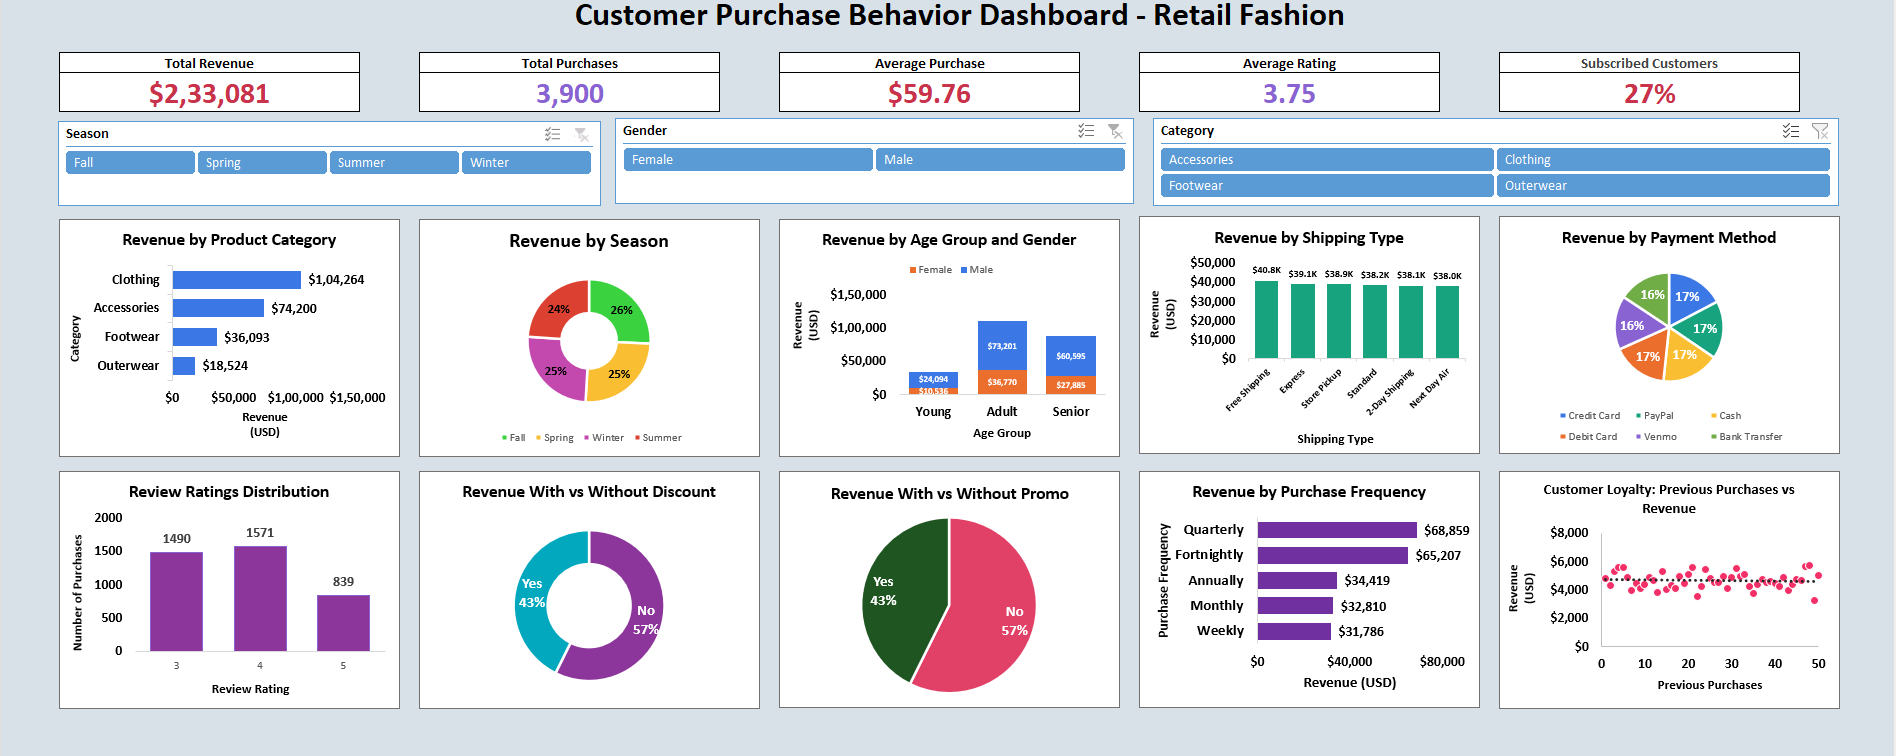 Customer Purchase Behavior Dashboard - Retail Fashion
Total Revenue
$2,33,081
Total Purchases
3,900
Average Purchase
$59.76
Average Rating
3.75
Subscribed Customers
27%
Season
Fall
Spring
Summer
Winter
Gender
Female
Male
Category
Accessories
Clothing
Footwear
Outerwear
Revenue by Product Category
Category
Clothing
$1,04,264
Accessories
$74,200
Footwear
$36,093
Outerwear
$18,524
$0
$50,000
$1,00,000
$1,50,000
Revenue
(USD)
Revenue by Season
24%
26%
25%
25%
Fall
Spring
Winter
Summer
Revenue by Age Group and Gender
Female
Male
Revenue
(USD)
$1,50,000
$1,00,000
$50,000
$0
$24,094
$10,536
$73,201
$36,770
$60,595
$27,885
Young
Adult
Senior
Age Group
Revenue by Shipping Type
Revenue
(USD)
$50,000
$40,000
$30,000
$20,000
$10,000
$0
$40.8K
$39.1K
$38.9K
$38.2K
$38.1K
$38.0K
Free Shipping
Express
Store Pickup
Standard
2-Day Shipping
Next Day Air
Shipping Type
Revenue by Payment Method
16%
17%
16%
17%
17%
17%
Credit Card
PayPal
Cash
Debit Card
Venmo
Bank Transfer
Review Ratings Distribution
Number of Purchases
2000
1500
1000
500
0
1490
1571
839
3
4
5
Review Rating
Revenue With vs Without Discount
Yes
43%
No
57%
Revenue With vs Without Promo
Yes
43%
No
57%
Revenue by Purchase Frequency
Purchase Frequency
Quarterly
$68,859
Fortnightly
$65,207
Annually
$34,419
Monthly
$32,810
Weekly
$31,786
$0
$40,000
$80,000
Revenue (USD)
Customer Loyalty: Previous Purchases vs
Revenue
Revenue
(USD)
$8,000
$6,000
$4,000
$2,000
$0
0
10
20
30
40
50
Previous Purchases